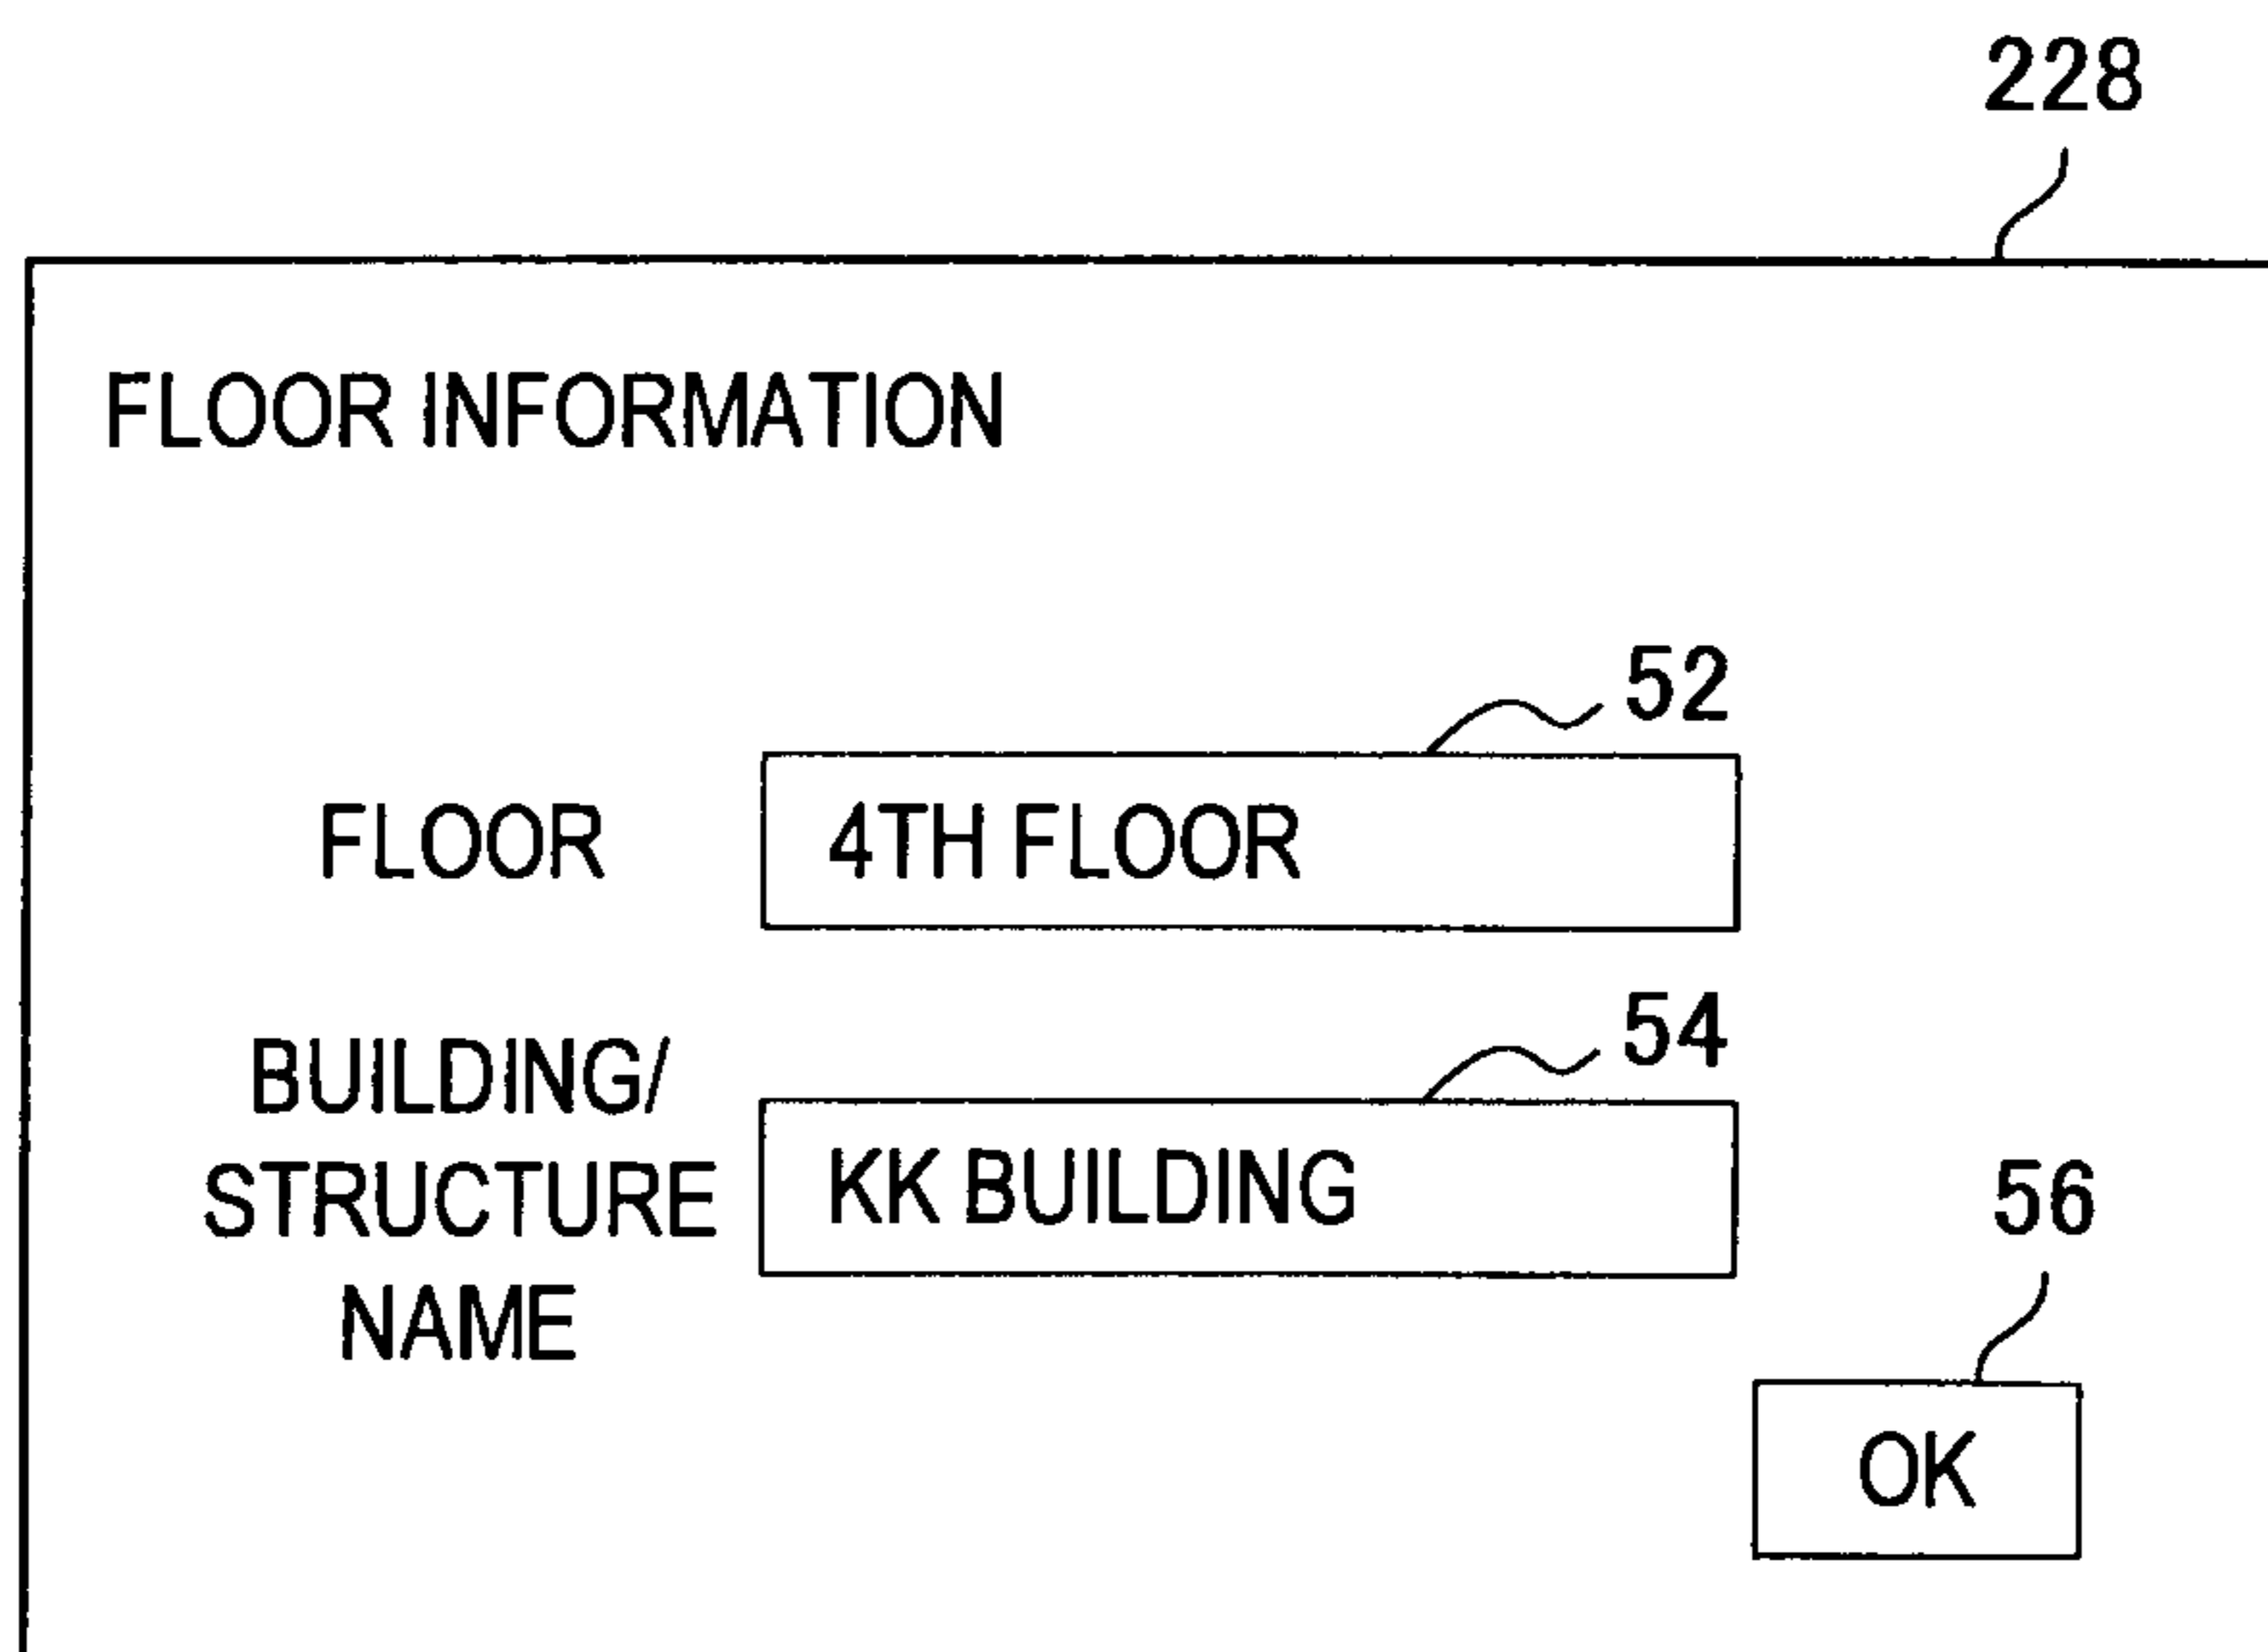 228
FLOOR INFORMATION
52
FLOOR 4TH FLOOR
54
BUILDING/
STRUCTURE KK BUILDING
NAME
56
OK